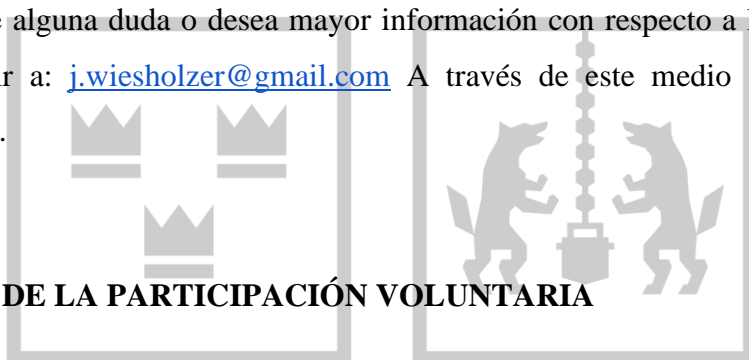 alguna duda o desea mayor información con respecto a
a: j.wiesholzer@gmail.com A través de este medio
.
DE LA PARTICIPACIÓN VOLUNTARIA